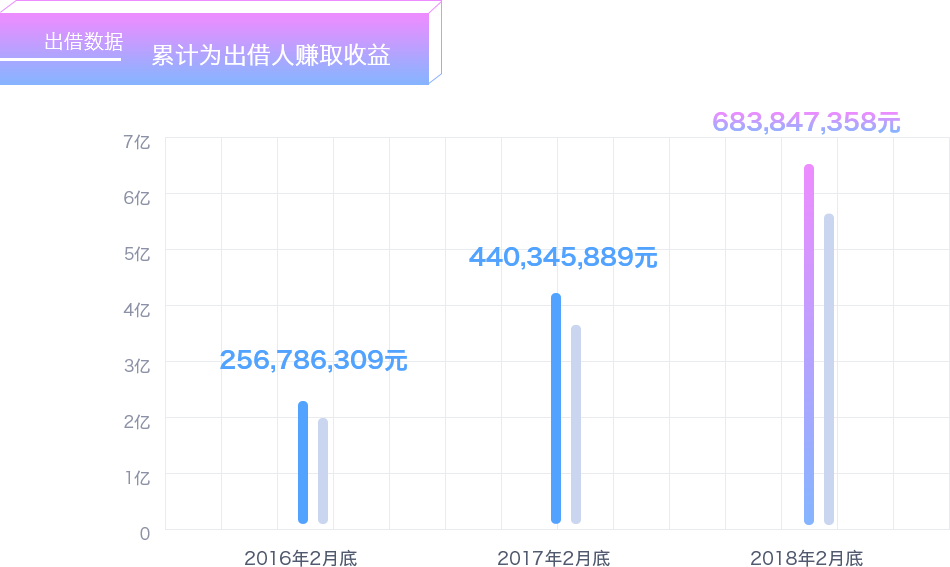 出借数据
累计为出借人赚取收益
683,847,358元
7亿
6亿
5亿
440,345,889元
4亿
3亿
256,786,309元
2亿
1亿
0
2016年2月底
2017年2月底
2018年2月底